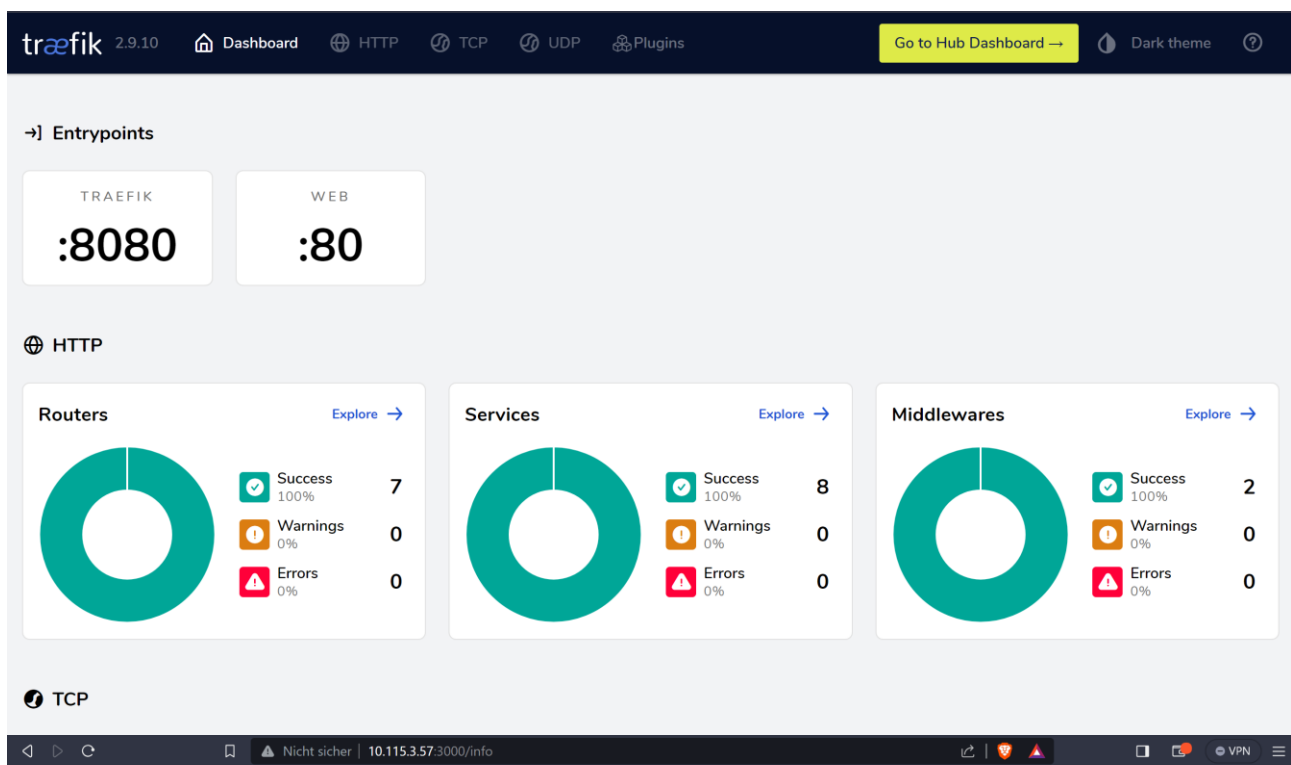 træfik 2.9.10 Dashboard HTTP TCP UDP Plugins Go to Hub Dashboard → Dark theme
Entrypoints
TRAEFIK
:8080
WEB
:80
HTTP
Routers Explore →
Success 7
100%
Warnings 0
0%
Errors 0
0%
Services Explore →
Success 8
100%
Warnings 0
0%
Errors 0
0%
Middlewares Explore →
Success 2
100%
Warnings 0
0%
Errors 0
0%
TCP
Nicht sicher | 10.115.3.57:3000/info VPN